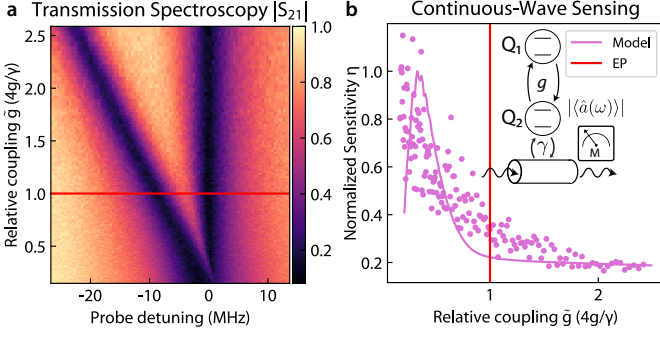 a Transmission Spectroscopy |S21|
Relative coupling g̃ (4g/γ)
2.5
2.0
1.5
1.0
0.5
-20
-10
0
10
Probe detuning (MHz)
1.0
0.8
0.6
0.4
0.2
b Continuous-Wave Sensing
Normalized Sensitivity η
1.0
0.8
0.6
0.4
0.2
1
2
Relative coupling g̃ (4g/γ)
Q1
g
Q2
γ
Model
EP
|⟨â(ω)⟩|
M